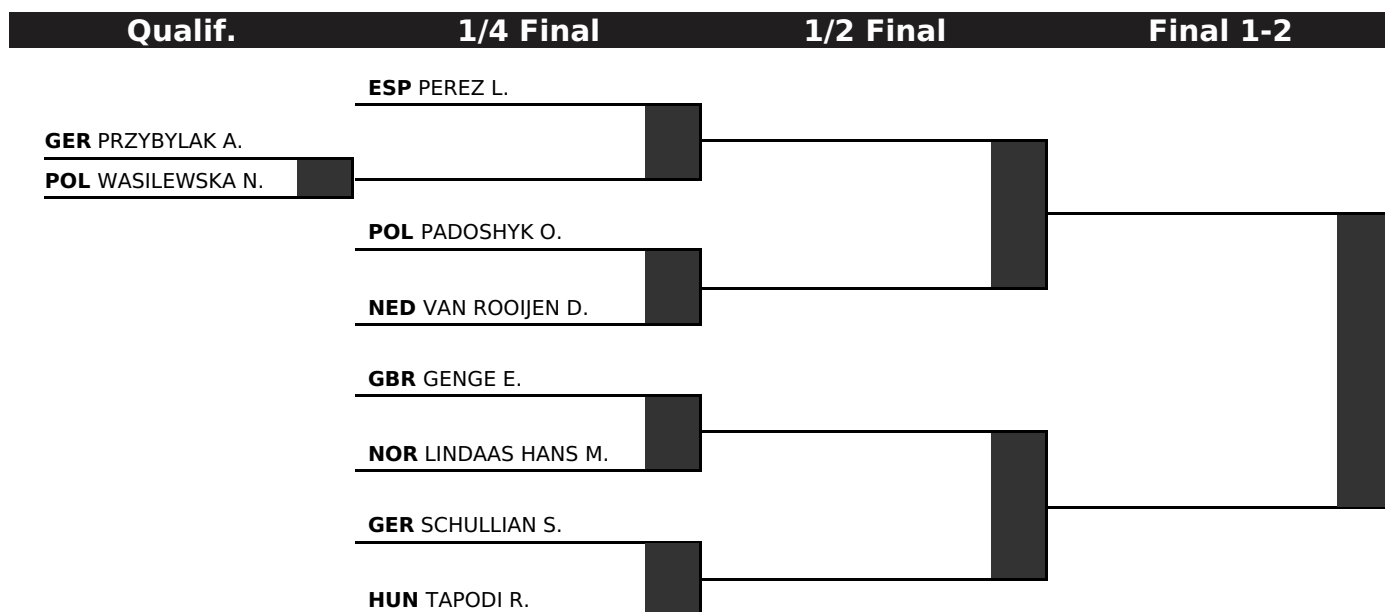 Qualif. 1/4 Final 1/2 Final Final 1-2
ESP PEREZ L.
GER PRZYBYLAK A.
POL WASILEWSKA N.
POL PADOSHYK O.
NED VAN ROOIJEN D.
GBR GENGE E.
NOR LINDAAS HANS M.
GER SCHULLIAN S.
HUN TAPODI R.